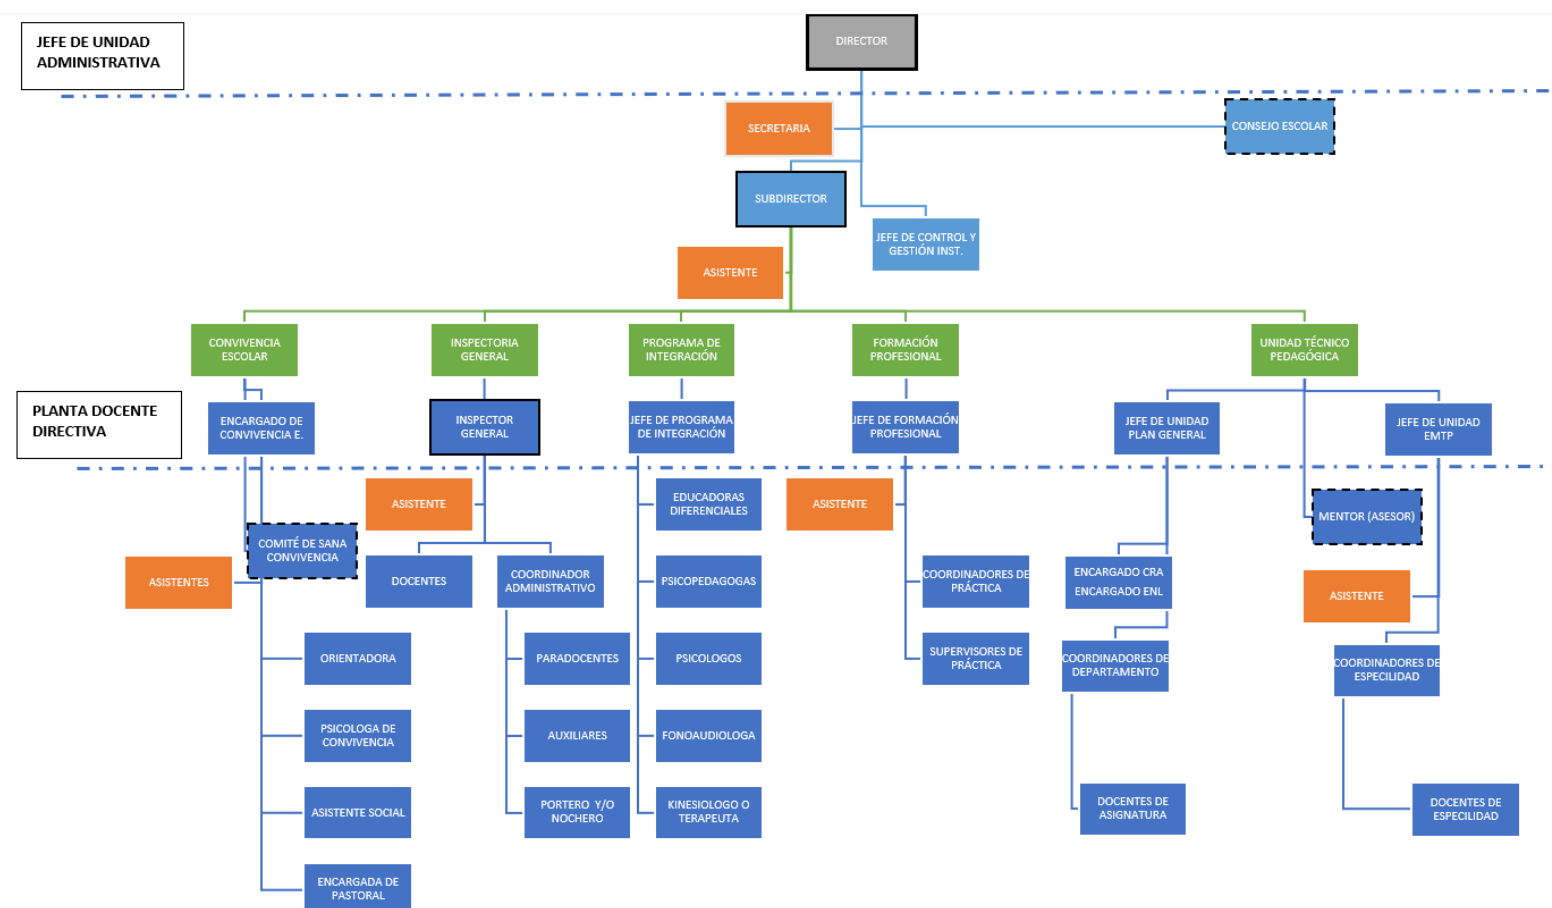 JEFE DE UNIDAD
ADMINISTRATIVA
DIRECTOR
SECRETARIA
CONSEJO ESCOLAR
SUBDIRECTOR
JEFE DE CONTROL Y
GESTIÓN INST.
ASISTENTE
CONVIVENCIA
ESCOLAR
INSPECTORIA
GENERAL
PROGRAMA DE
INTEGRACIÓN
FORMACIÓN
PROFESIONAL
UNIDAD TÉCNICO
PEDAGÓGICA
PLANTA DOCENTE
DIRECTIVA
ENCARGADO DE
CONVIVENCIA E.
INSPECTOR
GENERAL
JEFE DE PROGRAMA
DE INTEGRACIÓN
JEFE DE FORMACIÓN
PROFESIONAL
JEFE DE UNIDAD
PLAN GENERAL
JEFE DE UNIDAD
EMTP
ASISTENTE
EDUCADORAS
DIFERENCIALES
ASISTENTE
MENTOR (ASESOR)
COMITÉ DE SANA
CONVIVENCIA
ASISTENTES
DOCENTES
COORDINADOR
ADMINISTRATIVO
PSICOPEDAGOGAS
COORDINADORES DE
PRÁCTICA
ENCARGADO CRA
ENCARGADO ENL
ASISTENTE
ORIENTADORA
PARADOCENTES
PSICOLOGOS
SUPERVISORES DE
PRÁCTICA
COORDINADORES DE
DEPARTAMENTO
COORDINADORES DE
ESPECILIDAD
PSICOLOGA DE
CONVIVENCIA
AUXILIARES
FONOAUDIOLOGA
ASISTENTE SOCIAL
PORTERO Y/O
NOCHERO
KINESIOLOGO O
TERAPEUTA
DOCENTES DE
ASIGNATURA
DOCENTES DE
ESPECILIDAD
ENCARGADA DE
PASTORAL